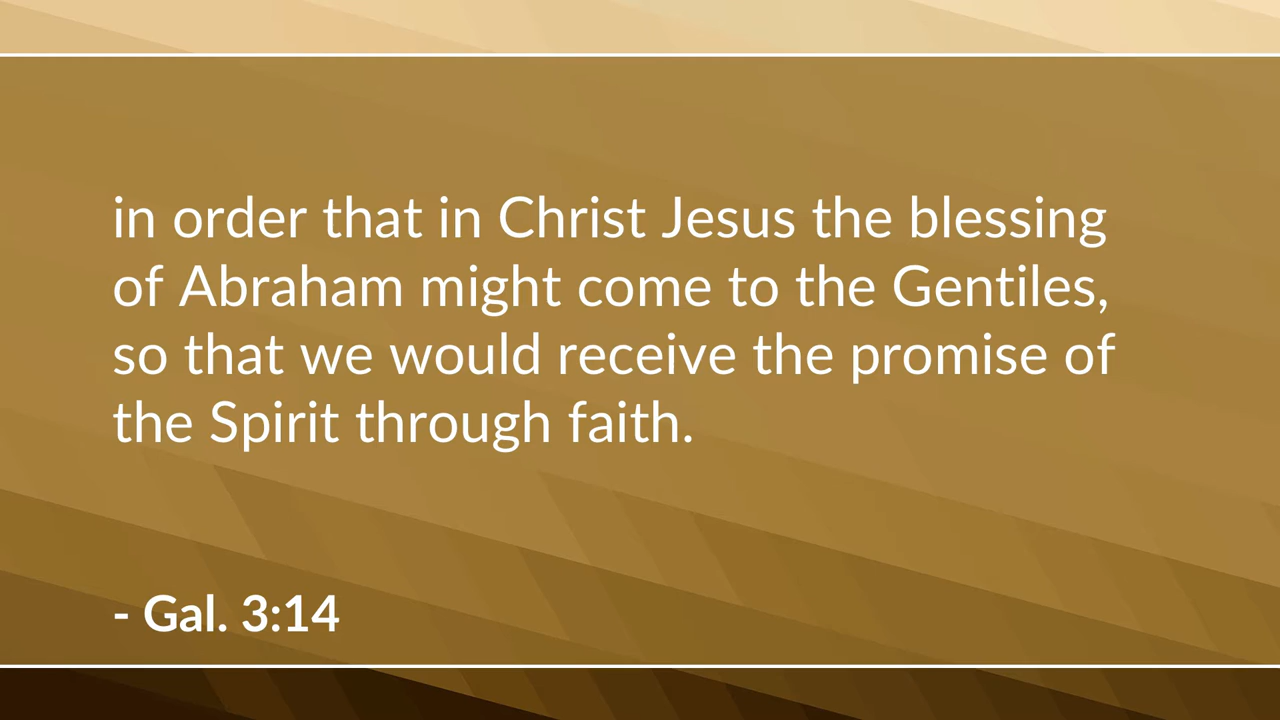 in order that in Christ Jesus the blessing
of Abraham might come to the Gentiles,
so that we would receive the promise of
the Spirit through faith.
- Gal. 3:14